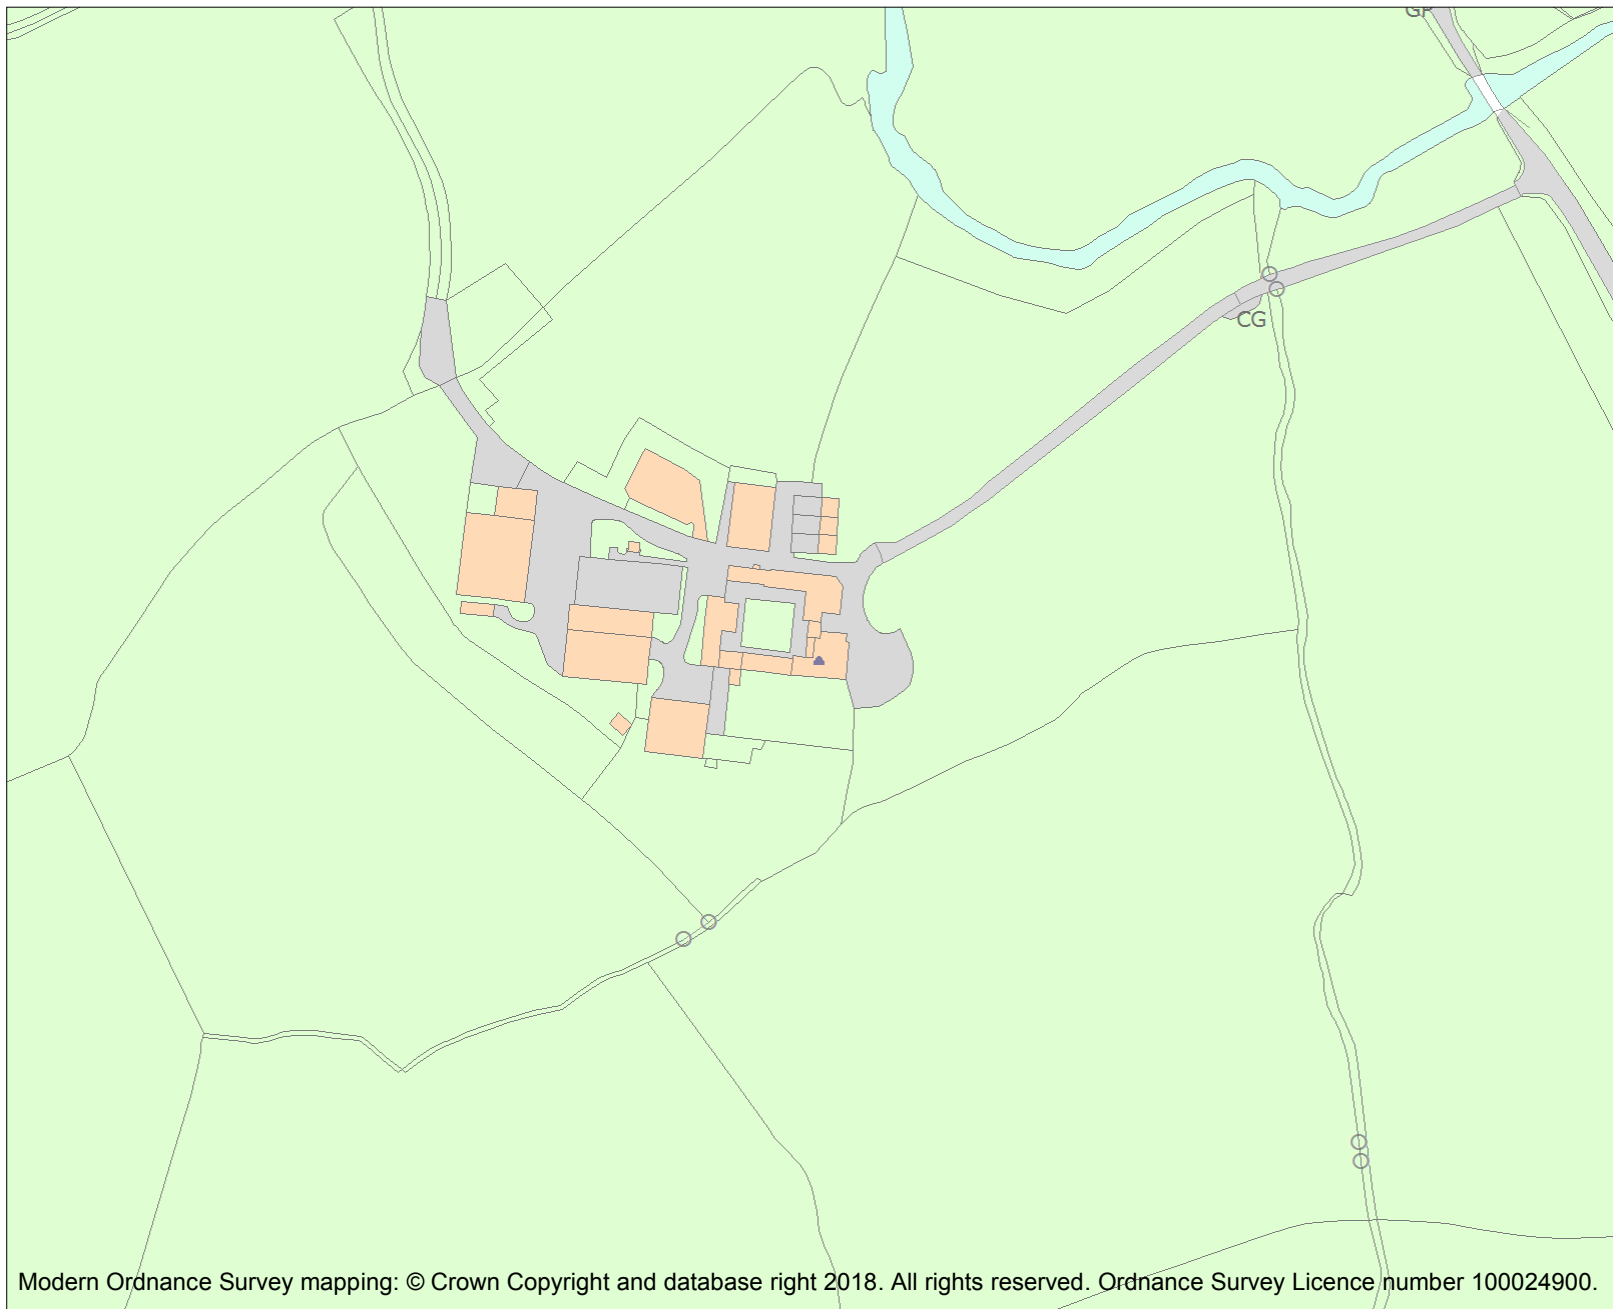 GP
CG
Modern Ordnance Survey mapping: © Crown Copyright and database right 2018. All rights reserved. Ordnance Survey Licence number 100024900.